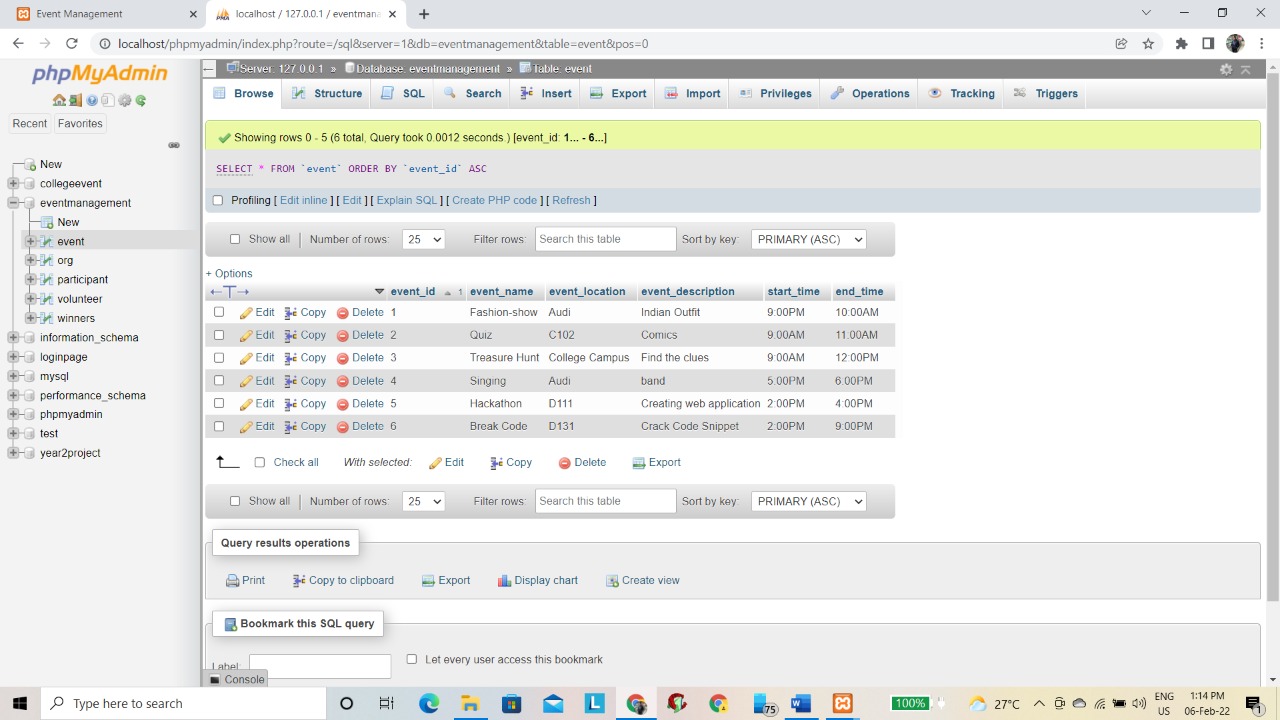 Event Management
localhost / 127.0.0.1 / eventmana
localhost/phpmyadmin/index.php?route=/sql&server=1&db=eventmanagement&table=event&pos=0
phpMyAdmin
Recent Favorites
New
collegeevent
eventmanagement
New
event
org
participant
volunteer
winners
information_schema
loginpage
mysql
performance_schema
phpmyadmin
test
year2project
Server: 127.0.0.1 » Database: eventmanagement » Table: event
Browse Structure SQL Search Insert Export Import Privileges Operations Tracking Triggers
Showing rows 0 - 5 (6 total, Query took 0.0012 seconds.) [event_id: 1... - 6...]
SELECT * FROM `event` ORDER BY `event_id` ASC
Profiling [ Edit inline ] [ Edit ] [ Explain SQL ] [ Create PHP code ] [ Refresh ]
Show all Number of rows: 25 Filter rows: Search this table Sort by key: PRIMARY (ASC)
+ Options
event_id 1 event_name event_location event_description start_time end_time
Edit Copy Delete 1 Fashion-show Audi Indian Outfit 9:00PM 10:00AM
Edit Copy Delete 2 Quiz C102 Comics 9:00AM 11:00AM
Edit Copy Delete 3 Treasure Hunt College Campus Find the clues 9:00AM 12:00PM
Edit Copy Delete 4 Singing Audi band 5:00PM 6:00PM
Edit Copy Delete 5 Hackathon D111 Creating web application 2:00PM 4:00PM
Edit Copy Delete 6 Break Code D131 Crack Code Snippet 2:00PM 9:00PM
Check all With selected: Edit Copy Delete Export
Show all Number of rows: 25 Filter rows: Search this table Sort by key: PRIMARY (ASC)
Query results operations
Print Copy to clipboard Export Display chart Create view
Bookmark this SQL query
Label: Let every user access this bookmark
Console
Type here to search
75
100%
27°C
ENG
US
1:14 PM
06-Feb-22
1